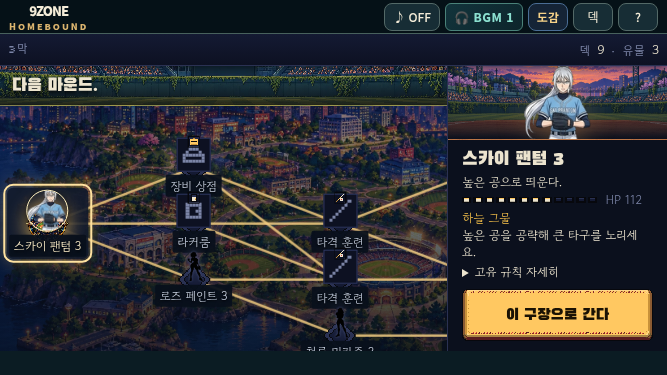 9ZONE
HOMEBOUND
♪ OFF
🎧 BGM 1
도감
덱
?
3막
덱 9 · 유물 3
다음 마운드.
장비 상점
스카이 팬텀 3
라커룸
타격 훈련
로즈 페인트 3
타격 훈련
스카이 팬텀 3
높은 공으로 띄운다.
HP 112
하늘 그물
높은 공을 공략해 큰 타구를 노리세
요.
▶ 고유 규칙 자세히
이 구장으로 간다